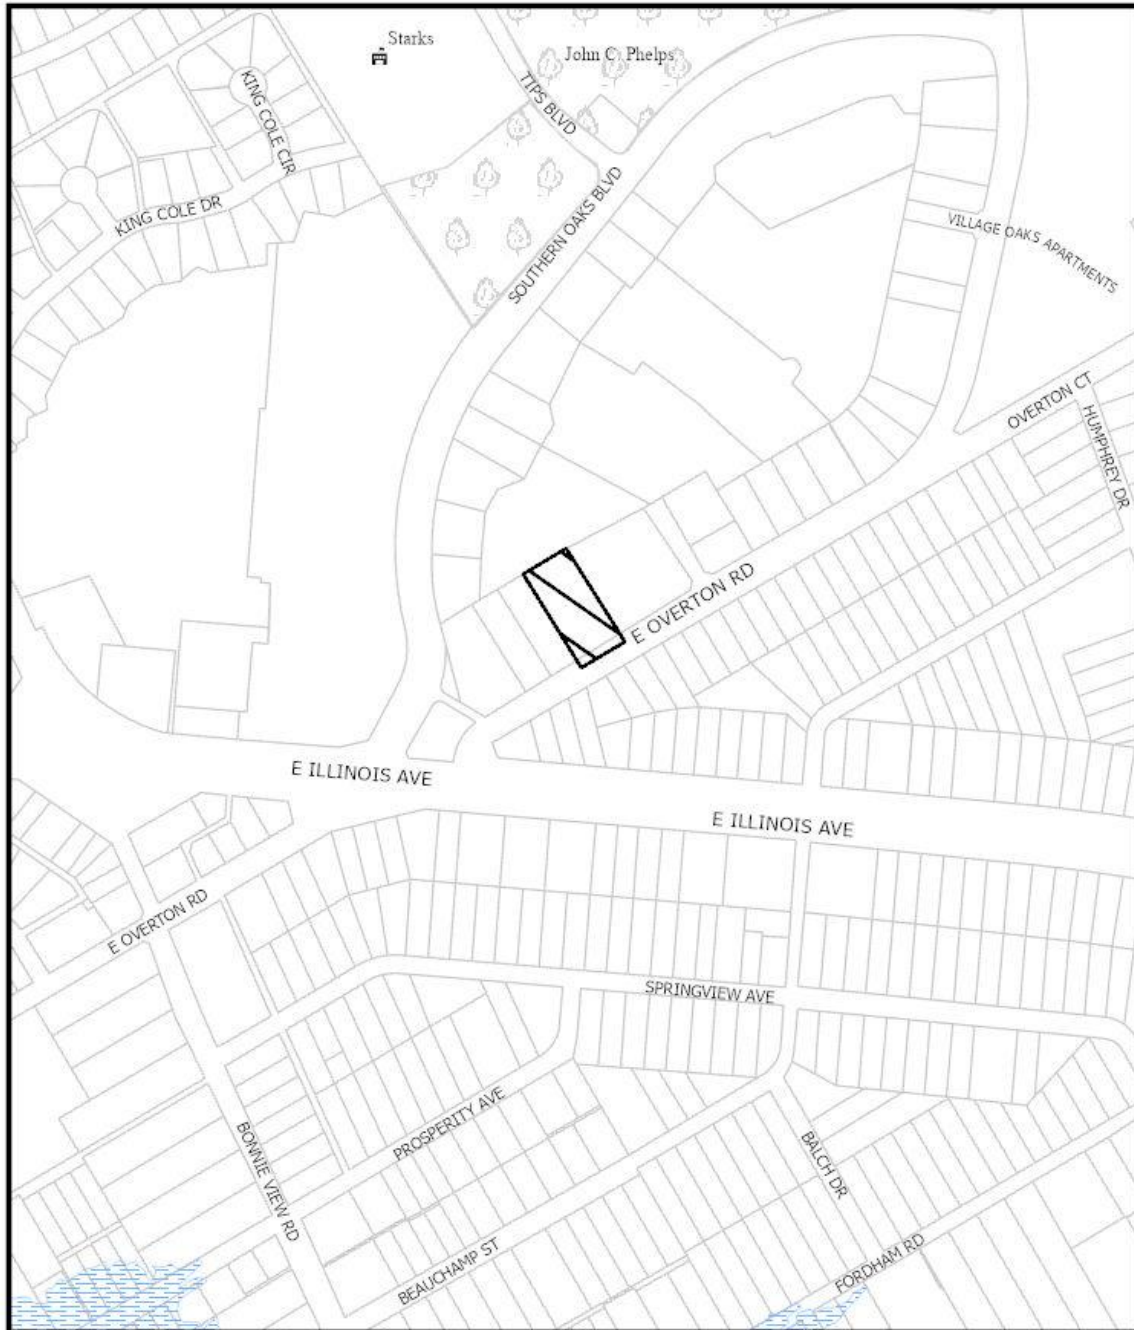 Starks
John C Phelps
KING COLE CIR
TIPS BLVD
KING COLE DR
SOUTHERN OAKS BLVD
VILLAGE OAKS APARTMENTS
OVERTON CT
HUMPHREY DR
E OVERTON RD
E ILLINOIS AVE
E ILLINOIS AVE
E OVERTON RD
SPRINGVIEW AVE
PROSPERITY AVE
BONNIE VIEW RD
BALCH DR
BEAUCHAMP ST
FORDHAM RD